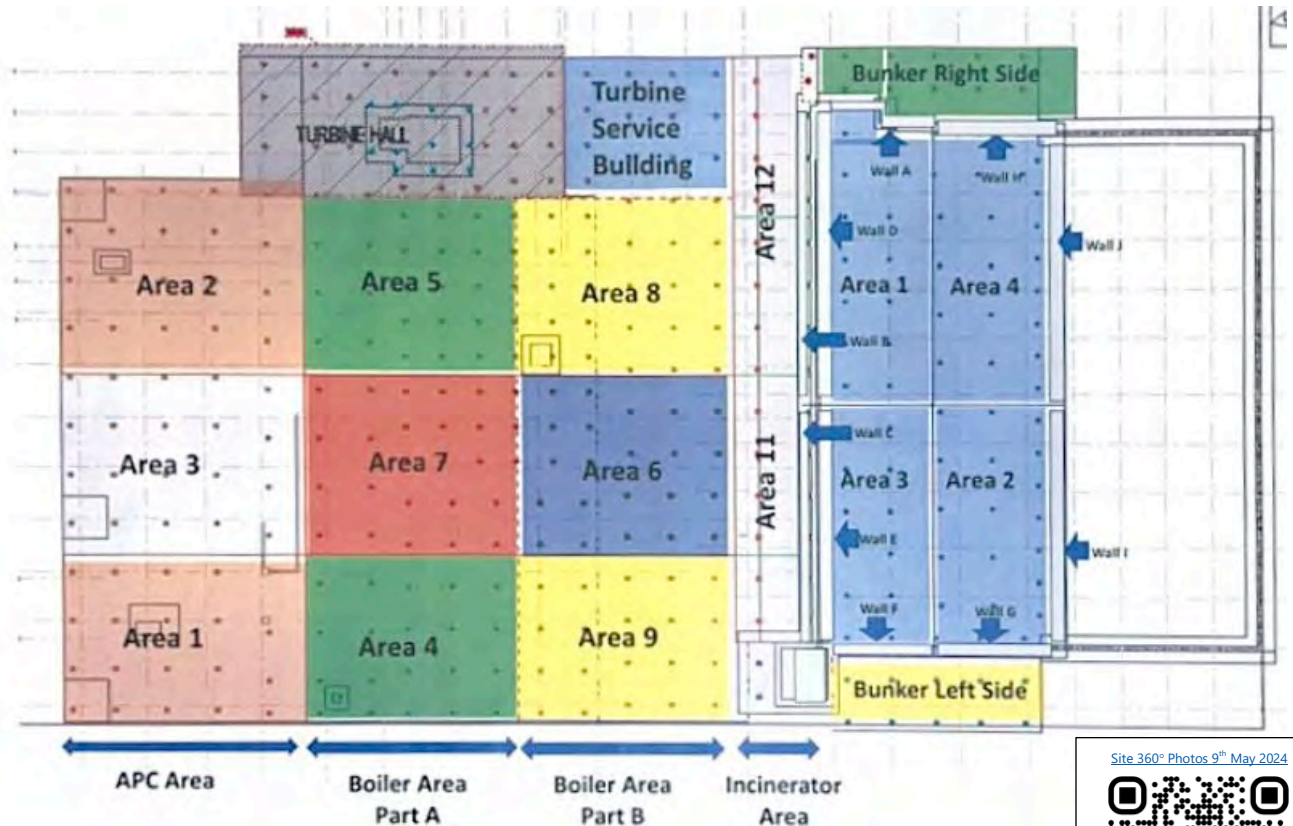 Bunker Right Side
Turbine
Service
Building
TURBINE HALL
Area 12
Wall A
"Wall H"
Wall D
Wall J
Area 2
Area 5
Area 8
Area 1
Area 4
Wall B
Wall C
Area 3
Area 7
Area 6
Area 11
Area 3
Area 2
Wall E
Wall I
Wall F
Wall G
Area 1
Area 4
Area 9
Bunker Left Side
APC Area
Boiler Area
Part A
Boiler Area
Part B
Incinerator
Area
Site 360° Photos 9th May 2024